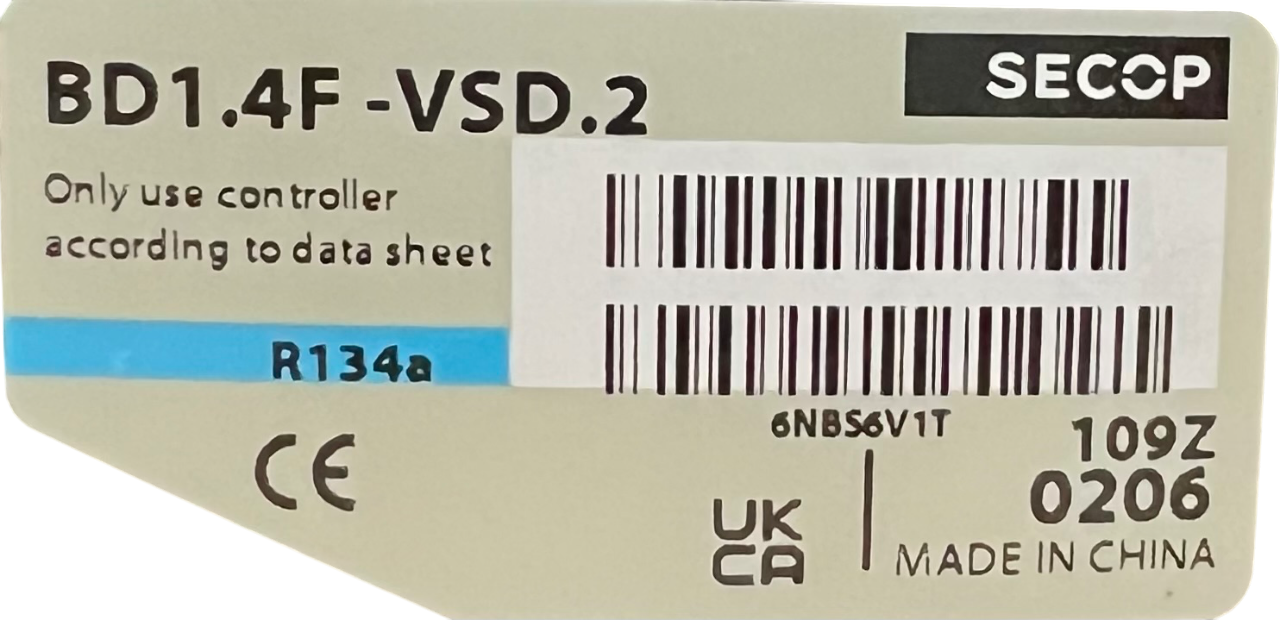 BD1.4F -VSD.2
SECOP
Only use controller
according to data sheet
R134a
6NBS6V1T
CE
109Z
0206
UK
CA
MADE IN CHINA